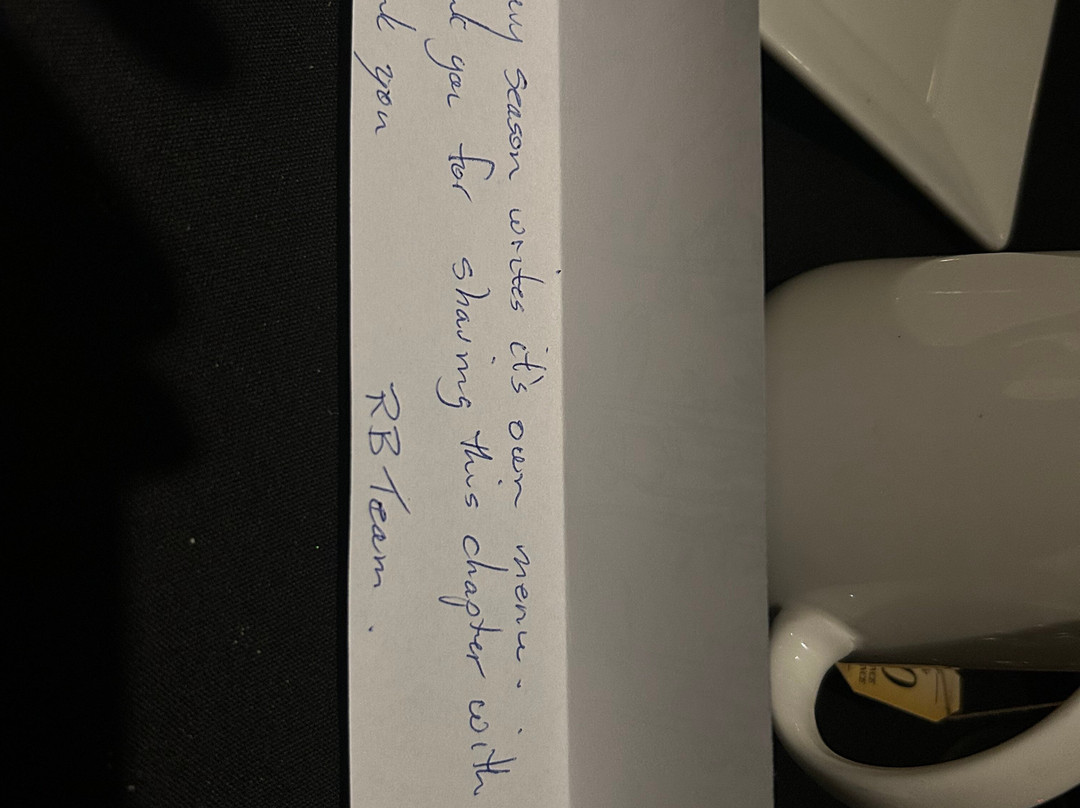 season writes it's own menu.
you for sharing this chapter with
you
RB Team.